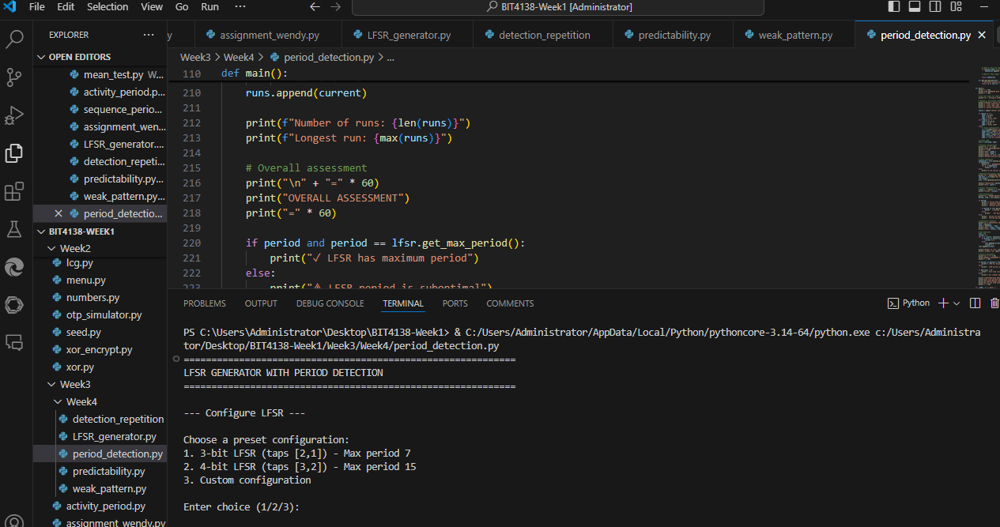 File Edit Selection View Go Run ··· BIT4138-Week1 [Administrator]
EXPLORER ···
y assignment_wendy.py LFSR_generator.py detection_repetition predictability.py weak_pattern.py period_detection.py
OPEN EDITORS
mean_test.py W...
activity_period.p...
sequence_perio...
assignment_wen...
LFSR_generator....
detection_repeti...
predictability.py...
weak_pattern.py...
period_detectio...
BIT4138-WEEK1
Week2
lcg.py
menu.py
numbers.py
otp_simulator.py
seed.py
xor_encrypt.py
xor.py
Week3
Week4
detection_repetition
LFSR_generator.py
period_detection.py
predictability.py
weak_pattern.py
activity_period.py
assignment_wendy.py
Week3 > Week4 > period_detection.py > ...
110 def main():
210 runs.append(current)
211
212 print(f"Number of runs: {len(runs)}")
213 print(f"Longest run: {max(runs)}")
214
215 # Overall assessment
216 print("\n" + "=" * 60)
217 print("OVERALL ASSESSMENT")
218 print("=" * 60)
219
220 if period and period == lfsr.get_max_period():
221 print("✓ LFSR has maximum period")
222 else:
223 print("⚠ LFSR period is suboptimal")
PROBLEMS OUTPUT DEBUG CONSOLE TERMINAL PORTS COMMENTS
Python
PS C:\Users\Administrator\Desktop\BIT4138-Week1> & C:/Users/Administrator/AppData/Local/Python/pythoncore-3.14-64/python.exe c:/Users/Administra
tor/Desktop/BIT4138-Week1/Week3/Week4/period_detection.py
============================================================
LFSR GENERATOR WITH PERIOD DETECTION
============================================================
--- Configure LFSR ---
Choose a preset configuration:
1. 3-bit LFSR (taps [2,1]) - Max period 7
2. 4-bit LFSR (taps [3,2]) - Max period 15
3. Custom configuration
Enter choice (1/2/3):